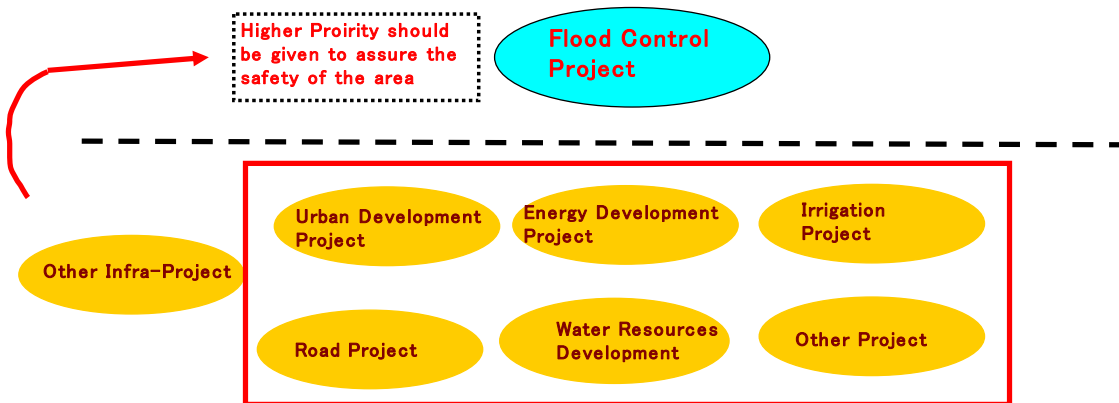 Higher Proirity should
be given to assure the
safety of the area
Flood Control
Project
Urban Development
Project
Energy Development
Project
Irrigation
Project
Other Infra-Project
Road Project
Water Resources
Development
Other Project